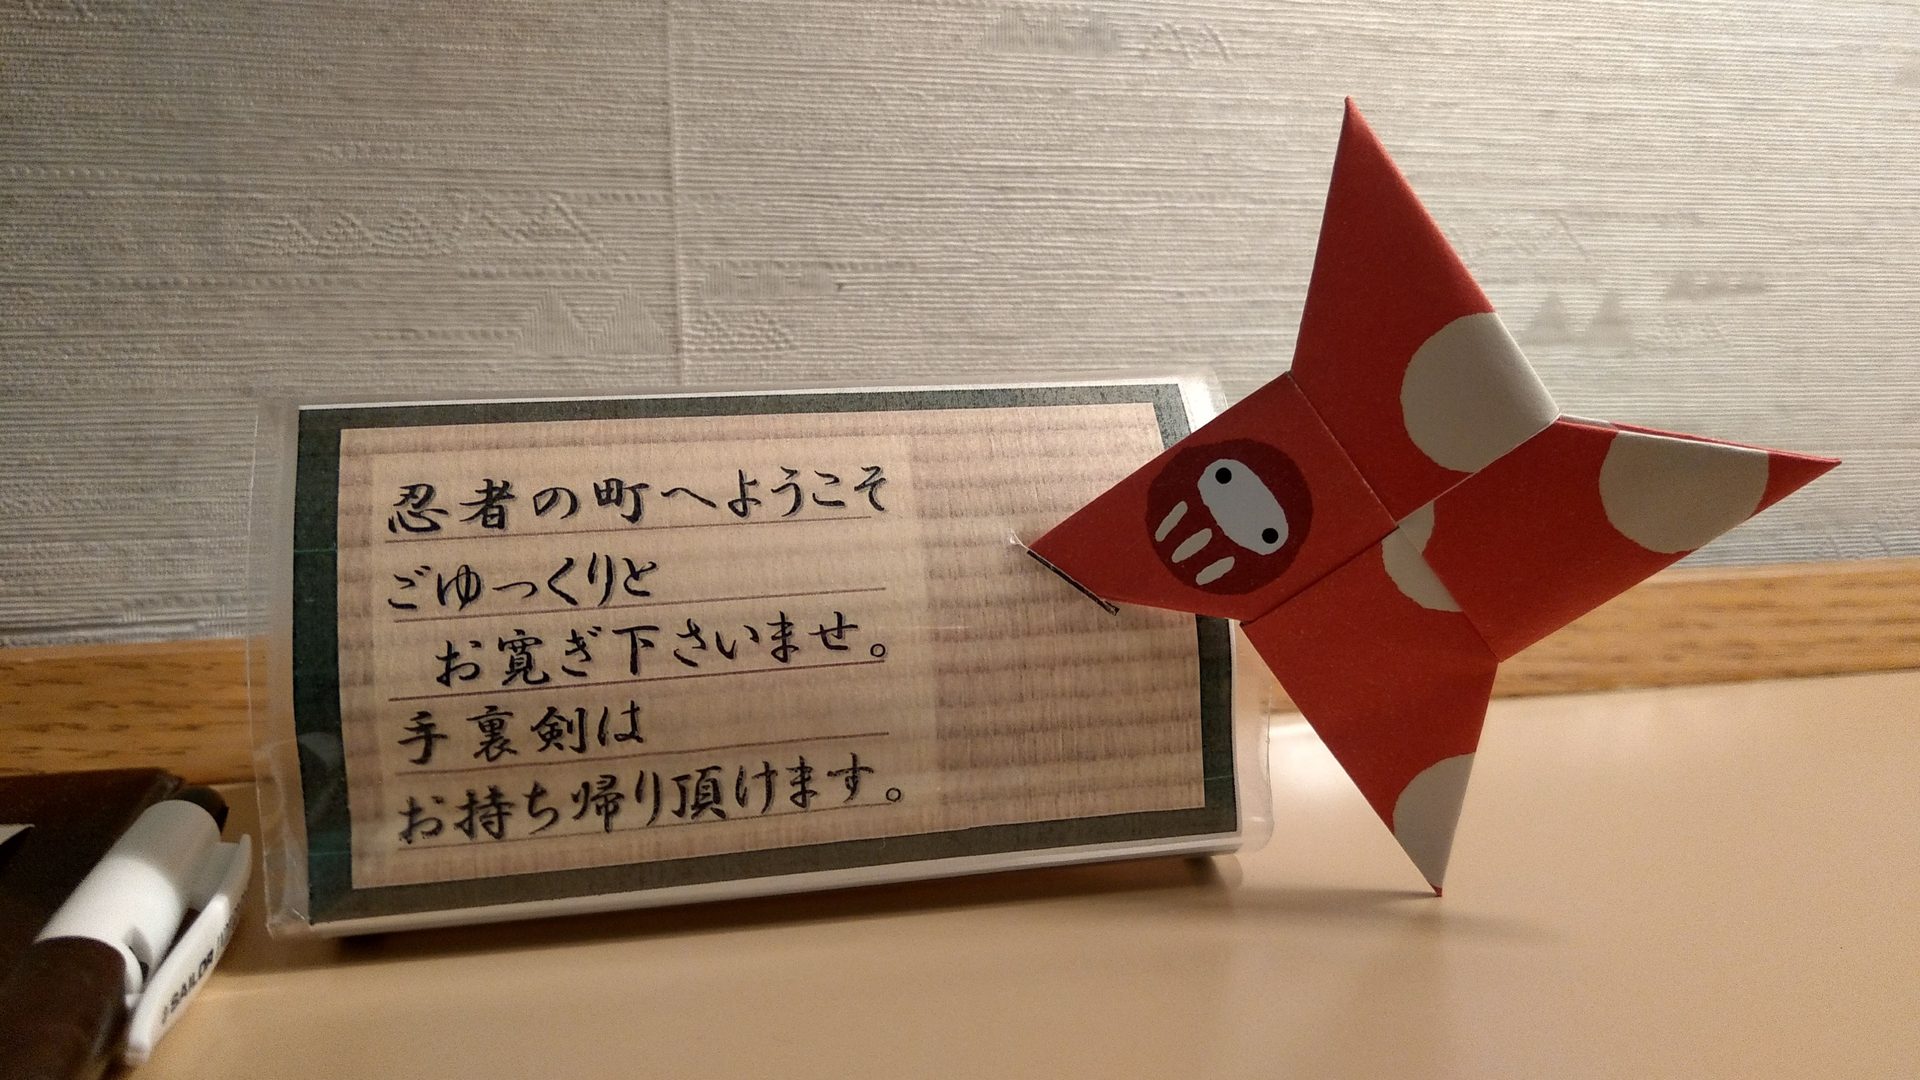 忍者の町へようこそ
ごゆっくりと
お寛ぎ下さいませ。
手裏剣は
お持ち帰り頂けます。
SAILOR